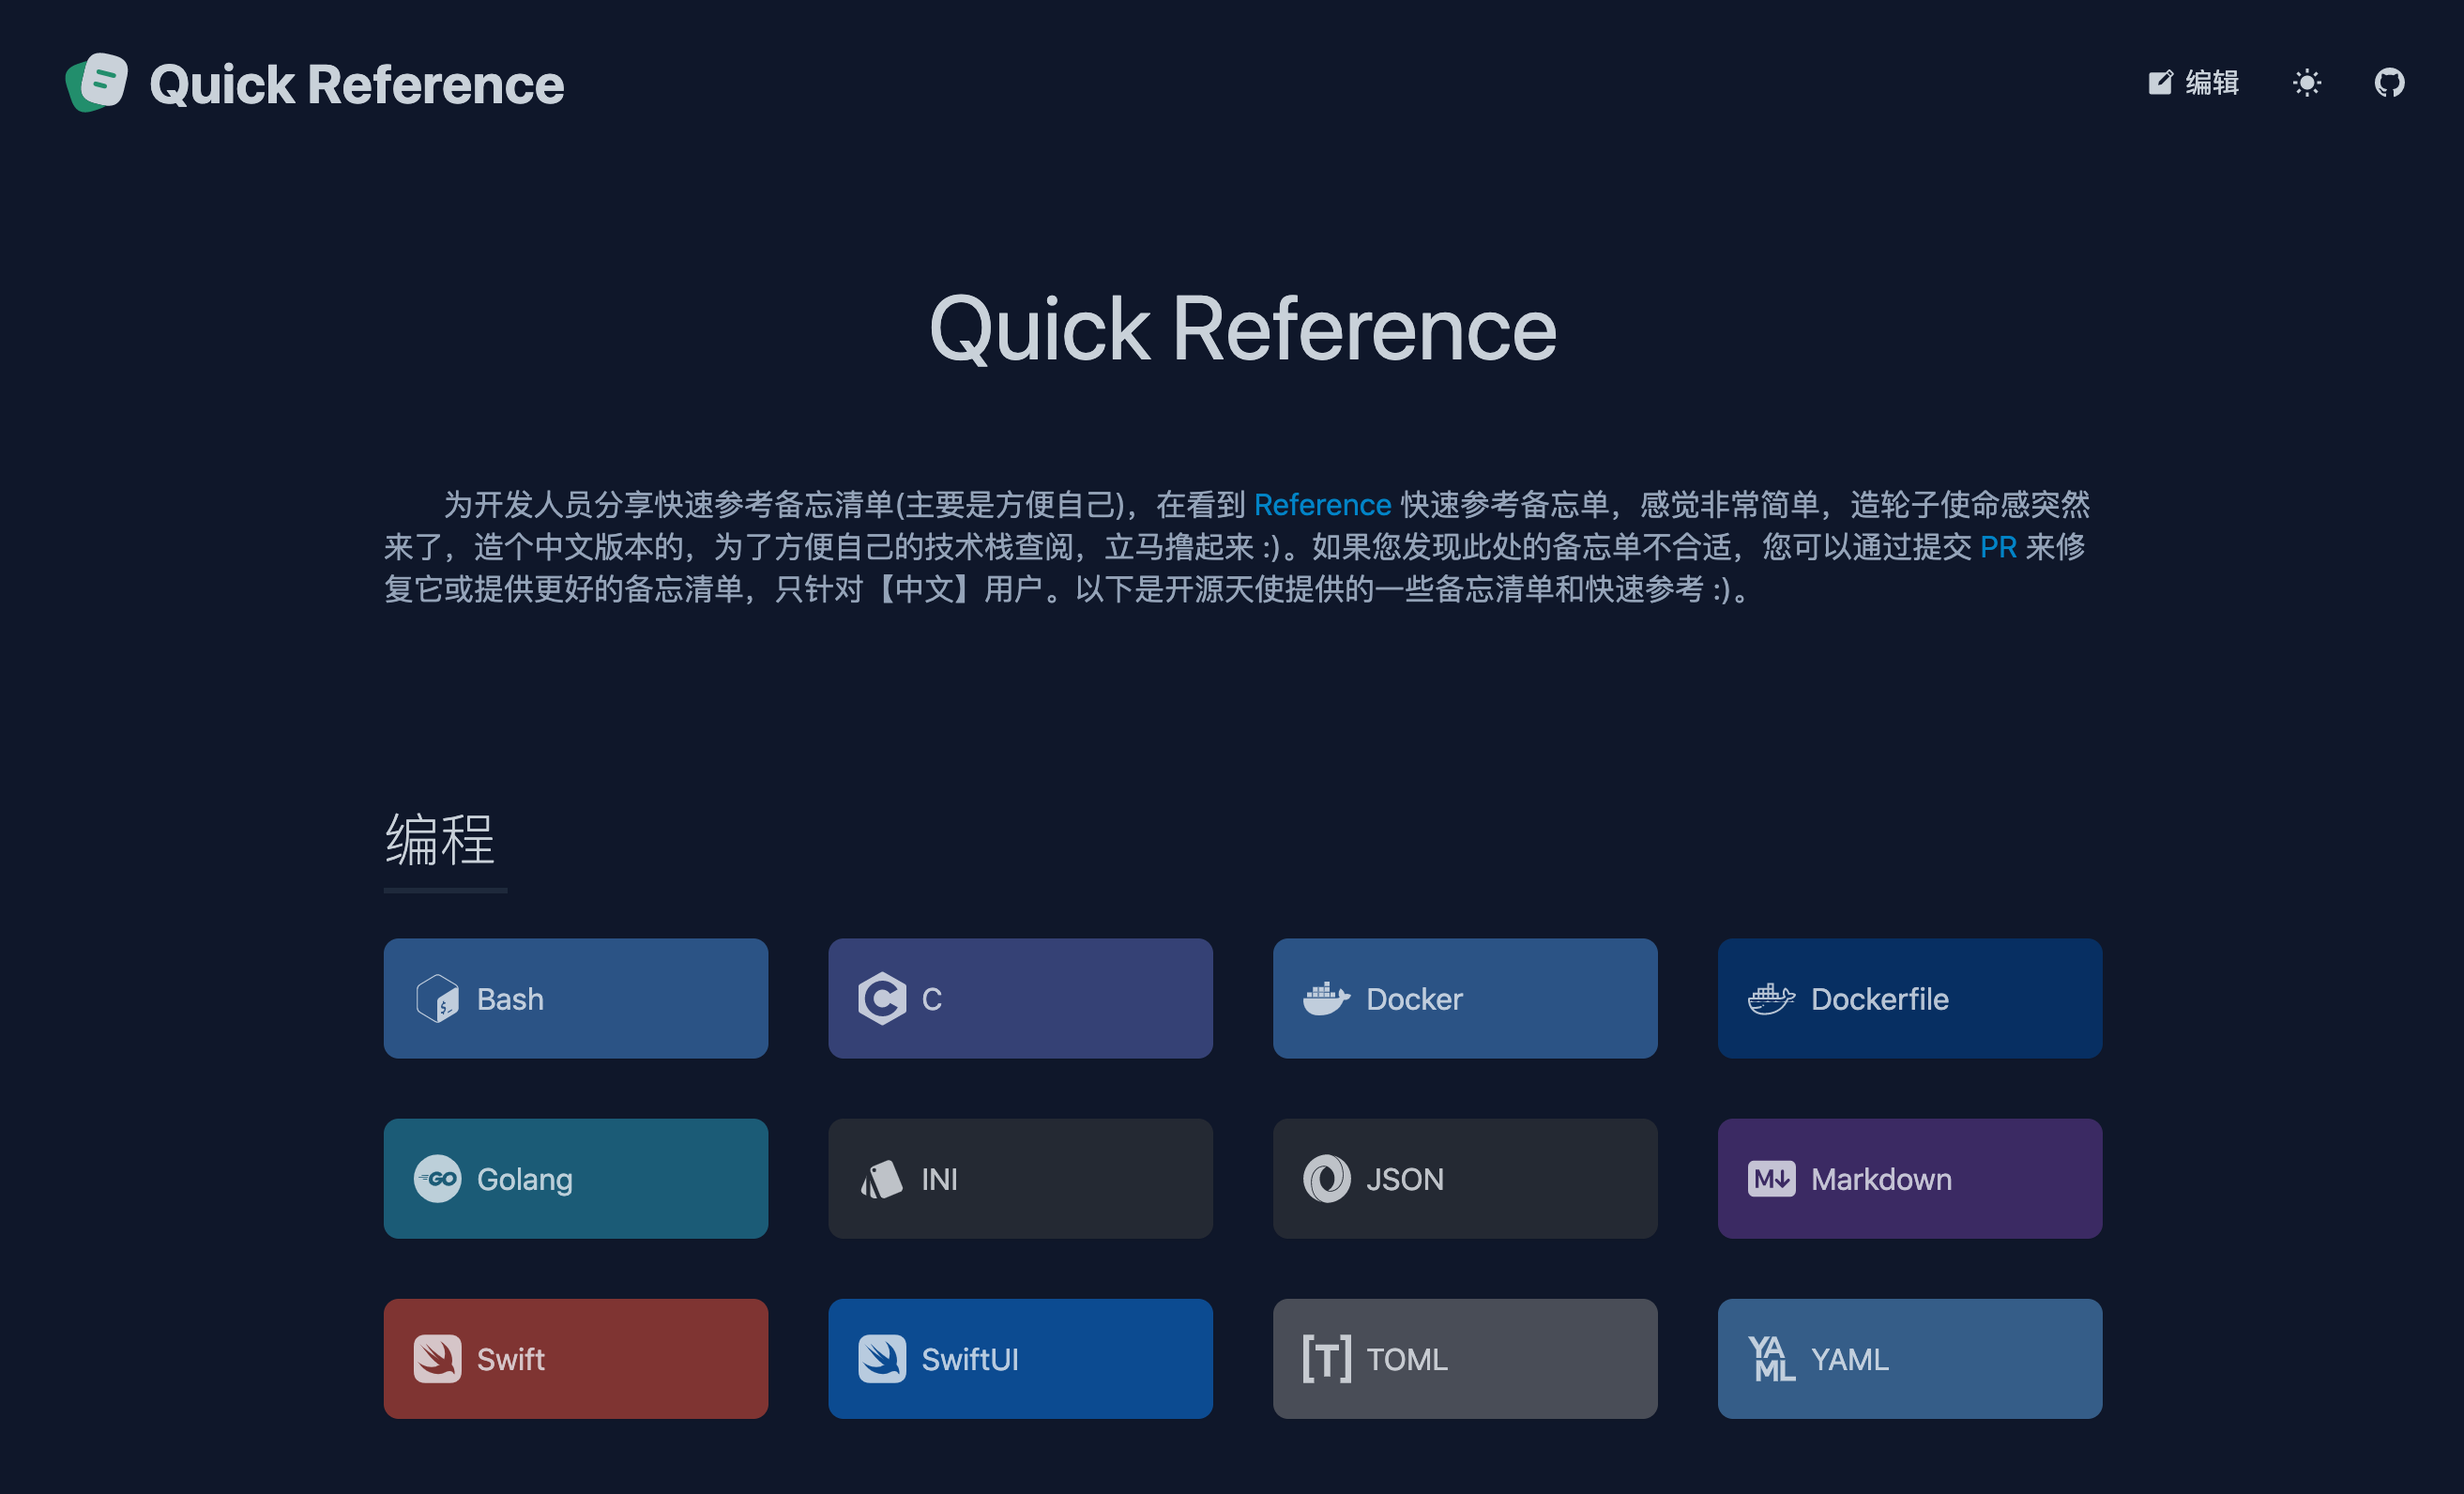 Quick Reference
编辑
Quick Reference
为开发人员分享快速参考备忘清单(主要是方便自己)，在看到 Reference 快速参考备忘单，感觉非常简单，造轮子使命感突然
来了，造个中文版本的，为了方便自己的技术栈查阅，立马撸起来 :)。如果您发现此处的备忘单不合适，您可以通过提交 PR 来修
复它或提供更好的备忘清单，只针对【中文】用户。以下是开源天使提供的一些备忘清单和快速参考 :)。
编程
$_ Bash
C C
Docker
Dockerfile
GO Golang
INI
JSON
M↓ Markdown
Swift
SwiftUI
[T] TOML
YA
ML YAML